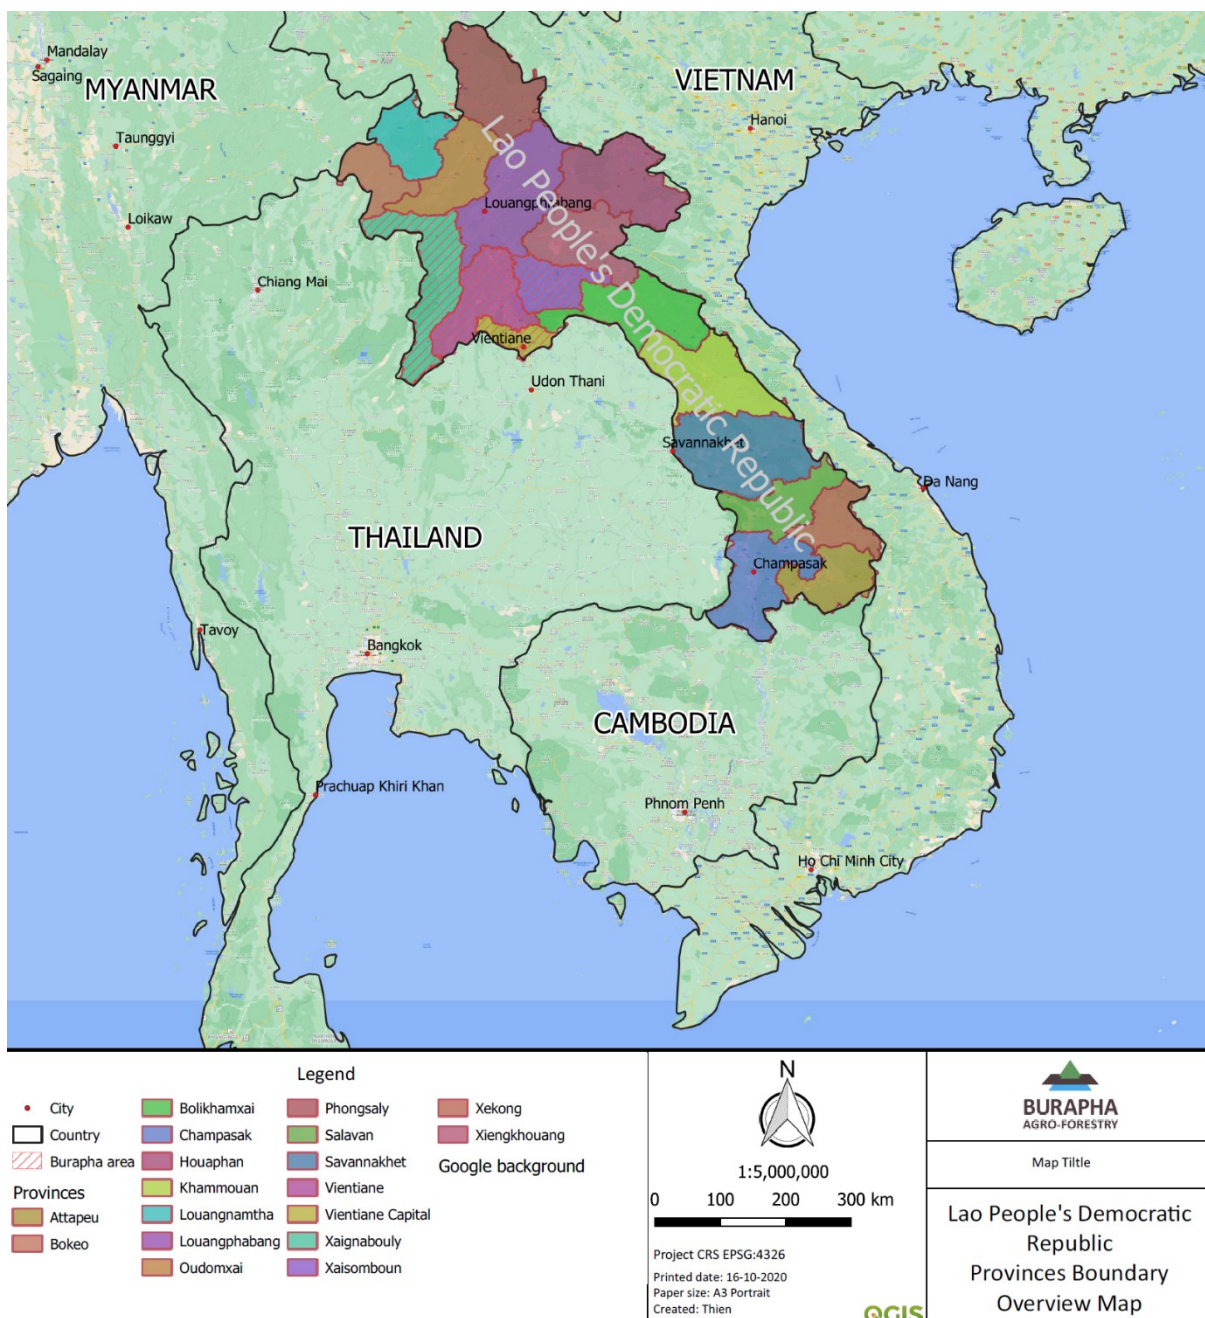 Mandalay
Sagaing
MYANMAR
VIETNAM
Hanoi
Taunggyi
Lao People's Democratic Republic
Loikaw
Louangphrabang
Chiang Mai
Vientiane
Udon Thani
Savannakhet
Da Nang
THAILAND
Champasak
Tavoy
Bangkok
CAMBODIA
Prachuap Khiri Khan
Phnom Penh
Ho Chi Minh City
Legend
City
Country
Burapha area
Provinces
Attapeu
Bokeo
Bolikhamxai
Champasak
Houaphan
Khammouan
Louangnamtha
Louangphabang
Oudomxai
Phongsaly
Salavan
Savannakhet
Vientiane
Vientiane Capital
Xaignabouly
Xaisomboun
Xekong
Xiengkhouang
Google background
N
1:5,000,000
0 100 200 300 km
Project CRS EPSG:4326
Printed date: 16-10-2020
Paper size: A3 Portrait
Created: Thien
QGIS
BURAPHA
AGRO-FORESTRY
Map Tiltle
Lao People's Democratic
Republic
Provinces Boundary
Overview Map